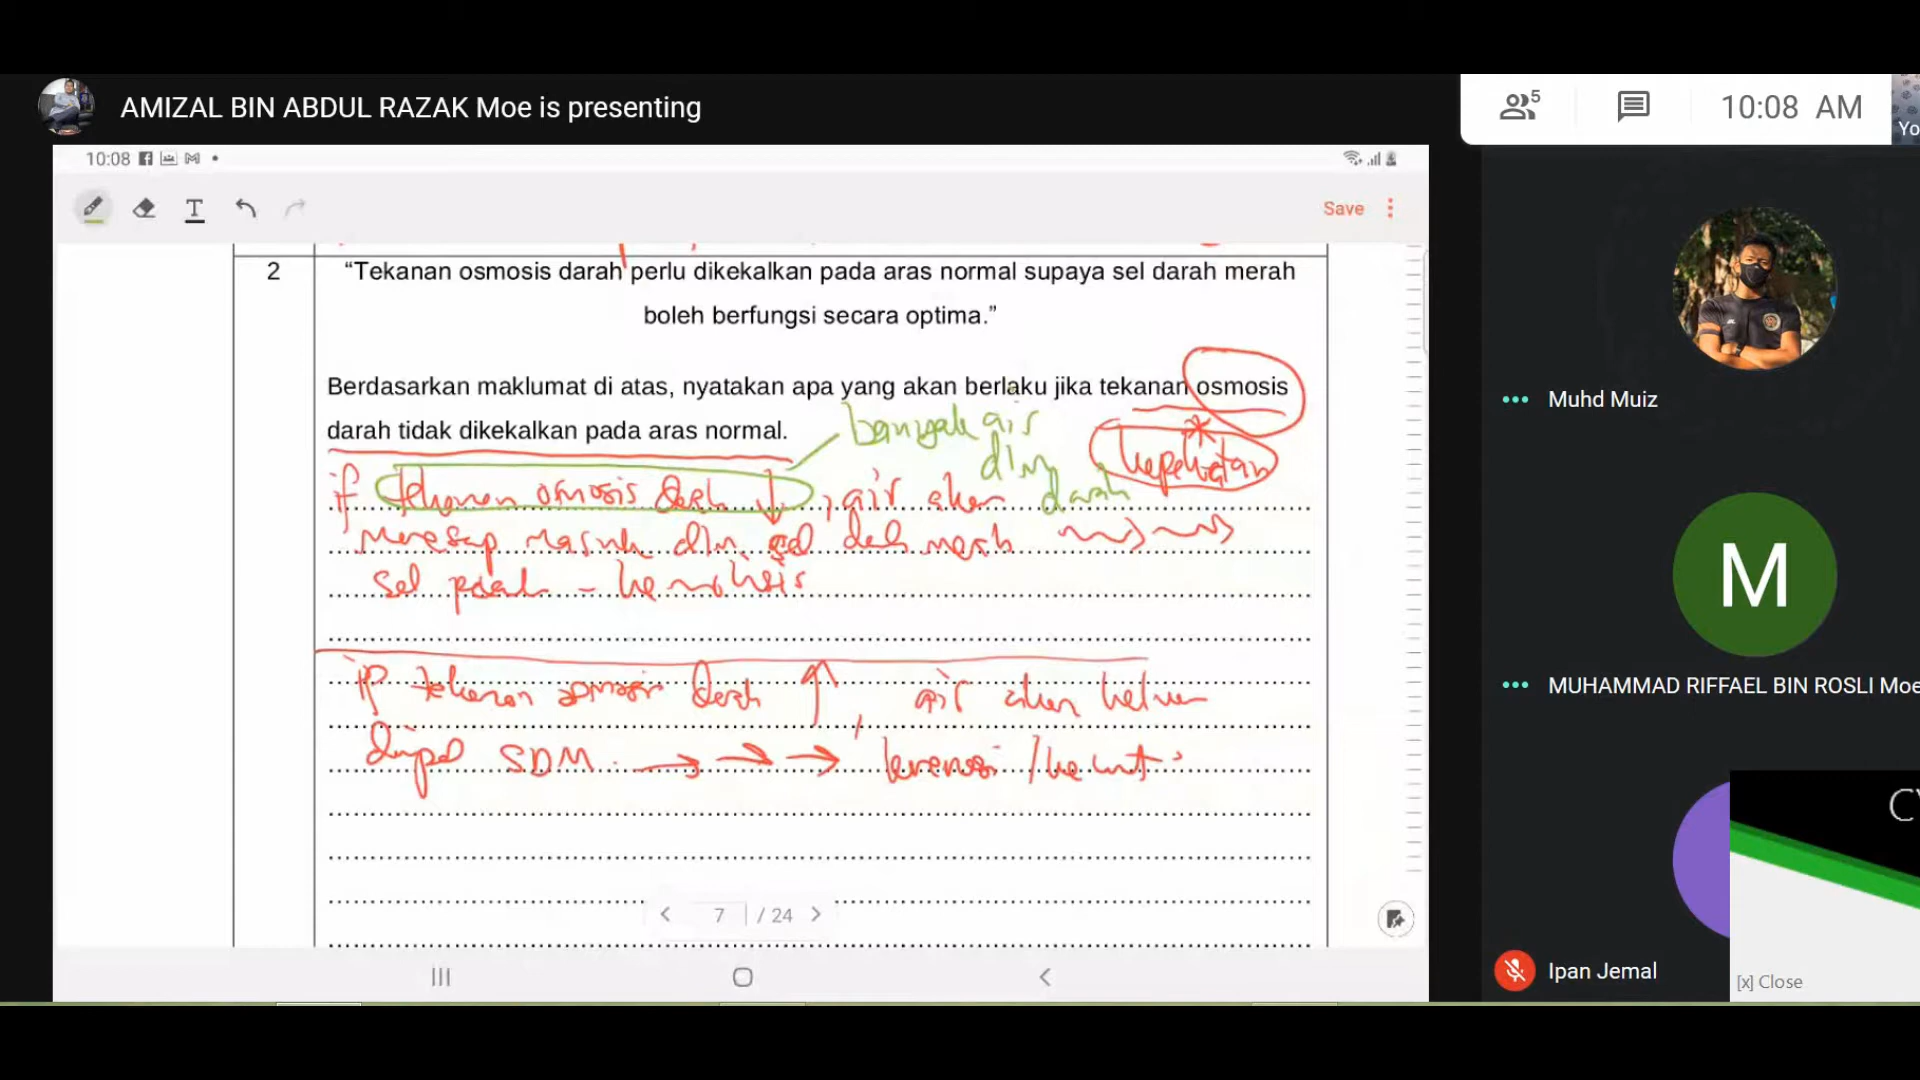 AMIZAL BIN ABDUL RAZAK Moe is presenting
5
10:08 AM
Yo
10:08
T
Save
2
“Tekanan osmosis darah perlu dikekalkan pada aras normal supaya sel darah merah
boleh berfungsi secara optima.”
Berdasarkan maklumat di atas, nyatakan apa yang akan berlaku jika tekanan osmosis
darah tidak dikekalkan pada aras normal.
banyak air
dlm
darah
kepekatan
if tekanan osmosis darah ↓, air akan
meresap masuk dlm sel darah merah
sel pecah - hemolisis
if tekanan osmosis darah ↑, air akan keluar
drpd SDM → → → krenasi / kecut
7 / 24
Muhd Muiz
M
MUHAMMAD RIFFAEL BIN ROSLI Moe
Ipan Jemal
[x] Close